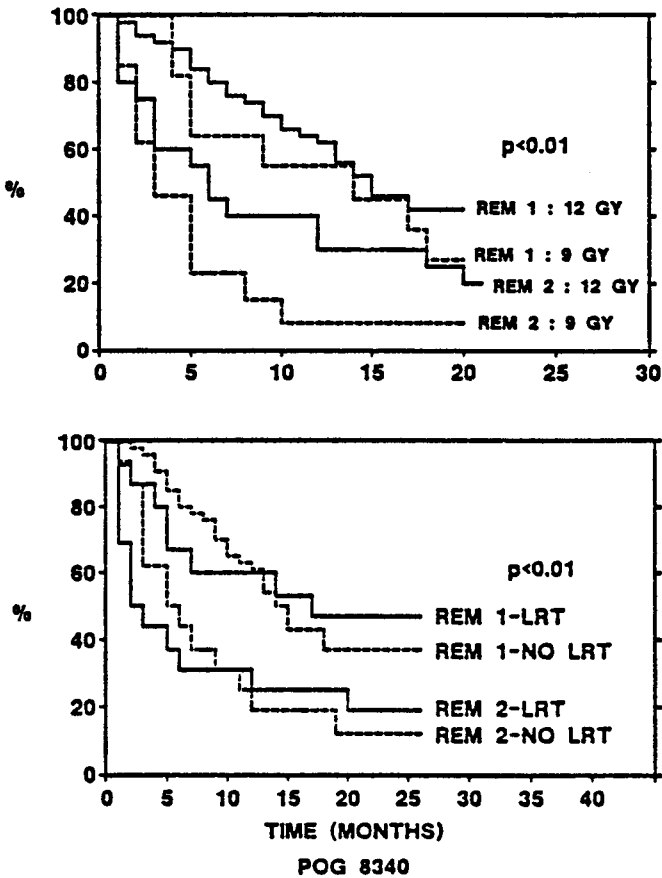 100
80
60
40
20
0
%
p<0.01
REM 1 : 12 GY
REM 1 : 9 GY
REM 2 : 12 GY
REM 2 : 9 GY
0 5 10 15 20 25 30
100
80
60
40
20
0
%
p<0.01
REM 1-LRT
REM 1-NO LRT
REM 2-LRT
REM 2-NO LRT
0 5 10 15 20 25 30 35 40
TIME (MONTHS)
POG 8340